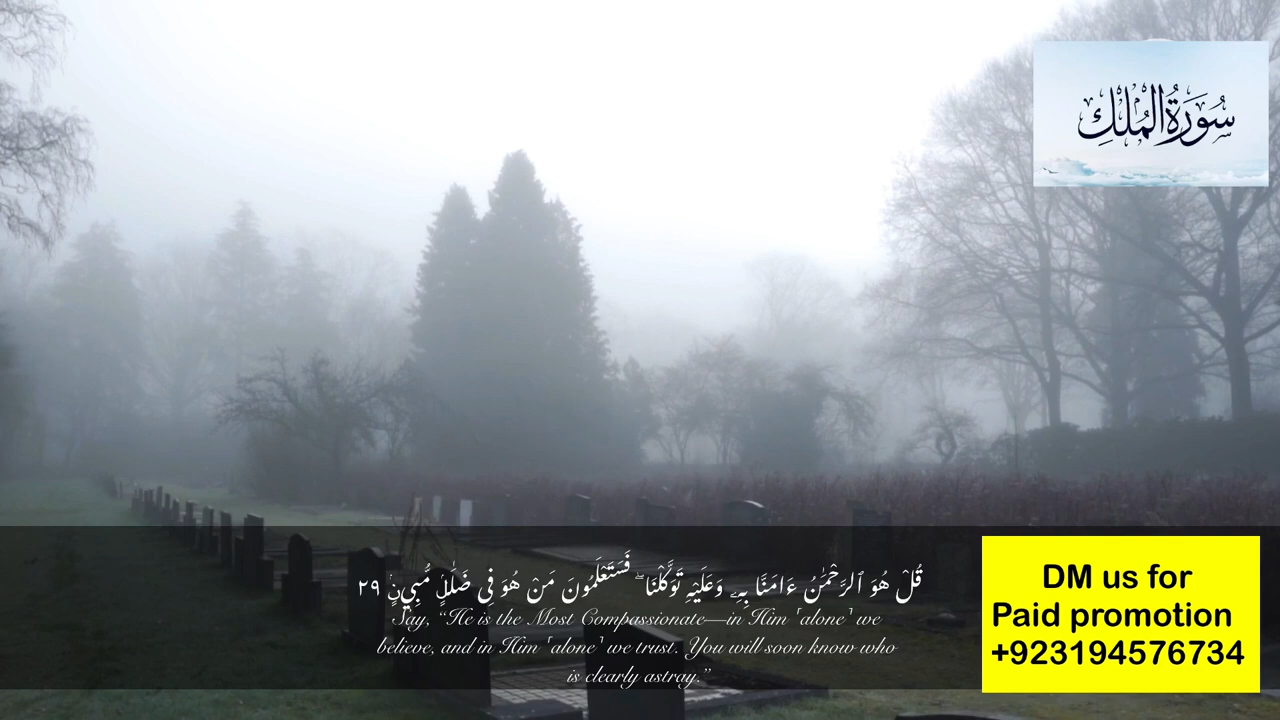 سُورَةُ الْمُلْكِ
قُلْ هُوَ ٱلرَّحْمَـٰنُ ءَامَنَّا بِهِۦ وَعَلَيْهِ تَوَكَّلْنَا ۖ فَسَتَعْلَمُونَ مَنْ هُوَ فِى ضَلَـٰلٍۢ مُّبِينٍۢ ٢٩
Say, “He is the Most Compassionate—in Him ˹alone˺ we
believe, and in Him ˹alone˺ we trust. You will soon know who
is clearly astray.”
DM us for
Paid promotion
+923194576734